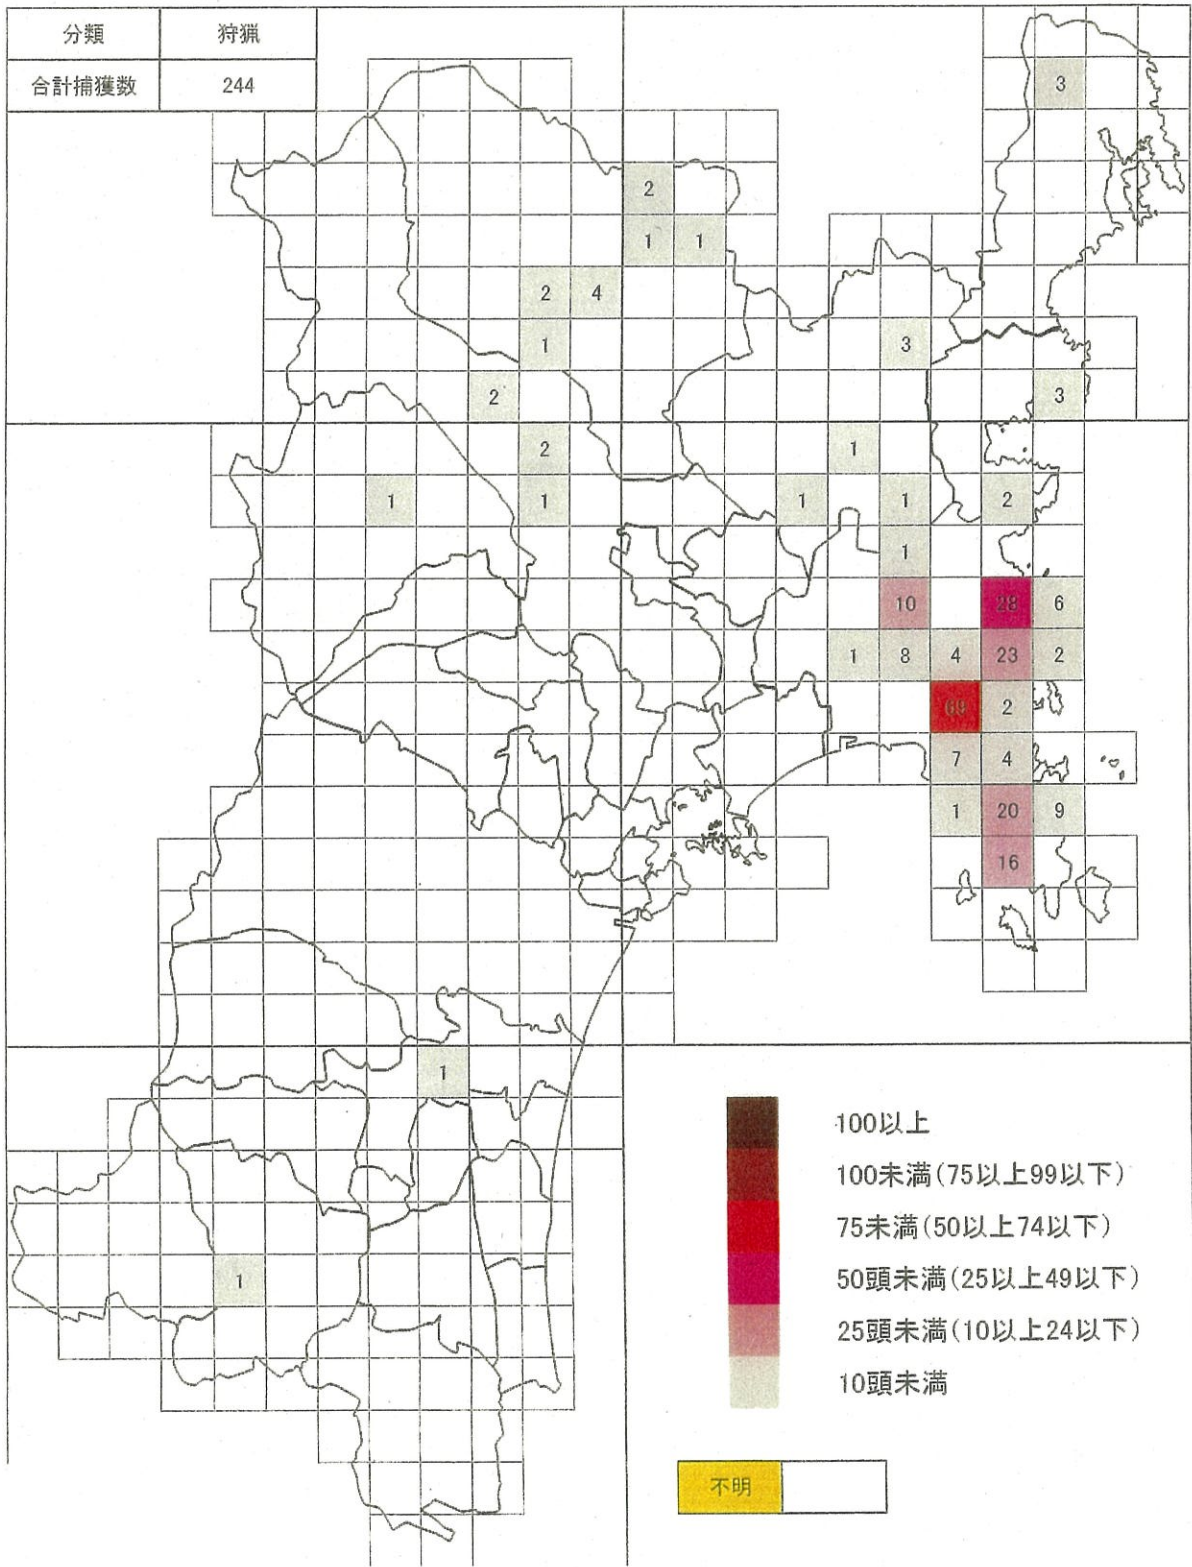 分類 狩猟
合計捕獲数 244
3
2
1 1
2 4
1 3
2 3
2 1
1 1 1 1 2
1
10 28 6
1 8 4 23 2
69 2
7 4
1 20 9
16
1
1
100以上
100未満(75以上99以下)
75未満(50以上74以下)
50頭未満(25以上49以下)
25頭未満(10以上24以下)
10頭未満
不明